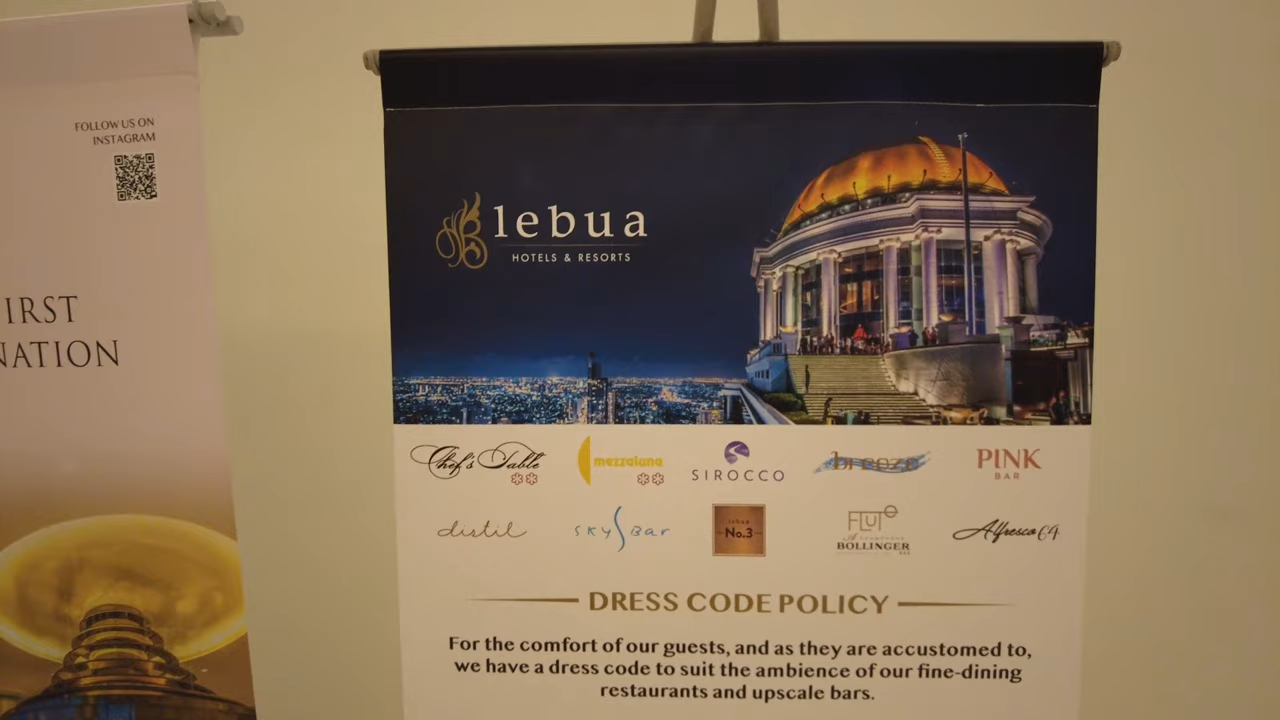 FOLLOW US ON
INSTAGRAM
IRST
NATION
lebua
HOTELS & RESORTS
Chef's Table
mezzaluna
SIROCCO
breeze
PINK
BAR
distil
SKY BAR
lebua
No.3
FLUTE
A
BOLLINGER
BAR
Alfresco 64
DRESS CODE POLICY
For the comfort of our guests, and as they are accustomed to,
we have a dress code to suit the ambience of our fine-dining
restaurants and upscale bars.